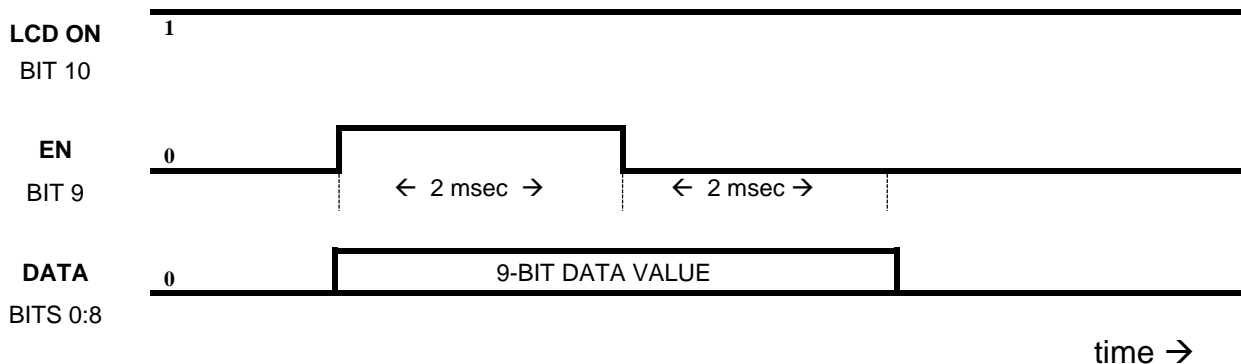 LCD ON 1
BIT 10
EN 0
BIT 9 ← 2 msec → ← 2 msec →
DATA 0 9-BIT DATA VALUE
BITS 0:8
time →